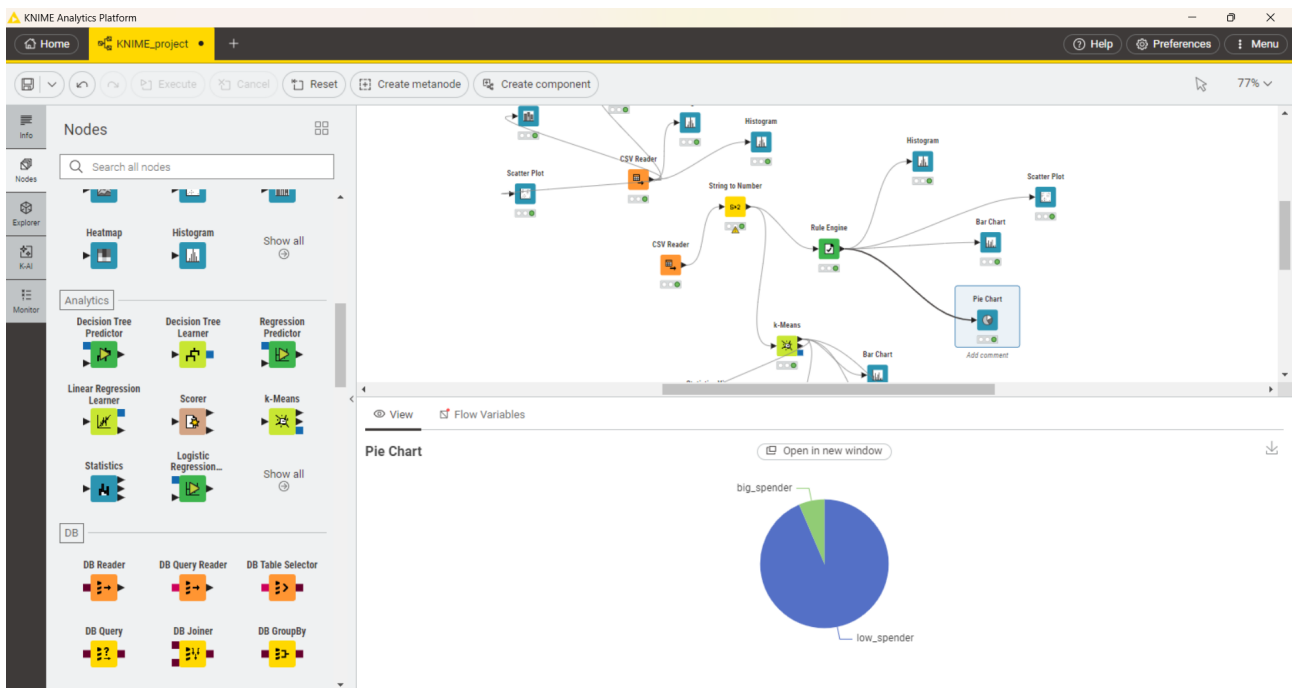 KNIME Analytics Platform
Home
KNIME_project
Help
Preferences
Menu
Execute
Cancel
Reset
Create metanode
Create component
77%
Info
Nodes
Explorer
K-AI
Monitor
Nodes
Search all nodes
Heatmap
Histogram
Show all
Analytics
Decision Tree
Predictor
Decision Tree
Learner
Regression
Predictor
Linear Regression
Learner
Scorer
k-Means
Statistics
Logistic
Regression...
Show all
DB
DB Reader
DB Query Reader
DB Table Selector
DB Query
DB Joiner
DB GroupBy
Histogram
CSV Reader
Scatter Plot
String to Number
Histogram
Scatter Plot
Rule Engine
Bar Chart
CSV Reader
Pie Chart
Add comment
k-Means
Bar Chart
View
Flow Variables
Pie Chart
Open in new window
big_spender
low_spender